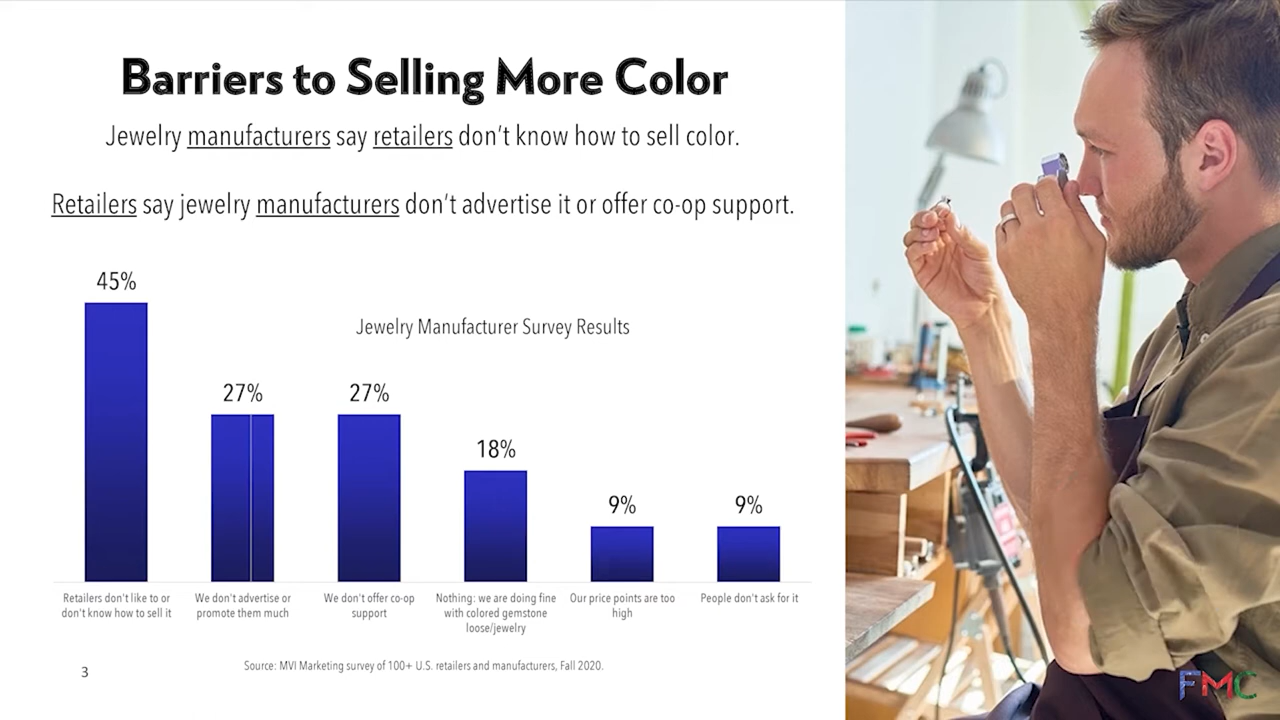 Barriers to Selling More Color
Jewelry manufacturers say retailers don't know how to sell color.
Retailers say jewelry manufacturers don't advertise it or offer co-op support.
Jewelry Manufacturer Survey Results
45%
27%
27%
18%
9%
9%
Retailers don't like to or
don't know how to sell it
We don't advertise or
promote them much
We don't offer co-op
support
Nothing: we are doing fine
with colored gemstone
loose/jewelry
Our price points are too
high
People don't ask for it
Source: MVI Marketing survey of 100+ U.S. retailers and manufacturers, Fall 2020.
3
FMC